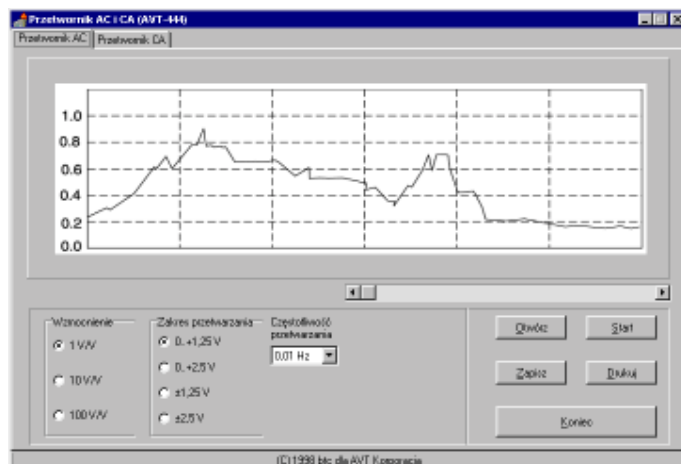 Przetwornik AC i CA (AVT-444)
Przetwornik AC Przetwornik CA
1.0
0.8
0.6
0.4
0.2
0.0
Wzmocnienie
1 V/V
10 V/V
100 V/V
Zakres przetwarzania
0..+1,25 V
0..+2,5 V
±1,25 V
±2,5 V
Częstotliwość
przetwarzania
0,01 Hz
Otwórz Start
Zapisz Drukuj
Koniec
(C) 1998 btc dla AVT Korporacja